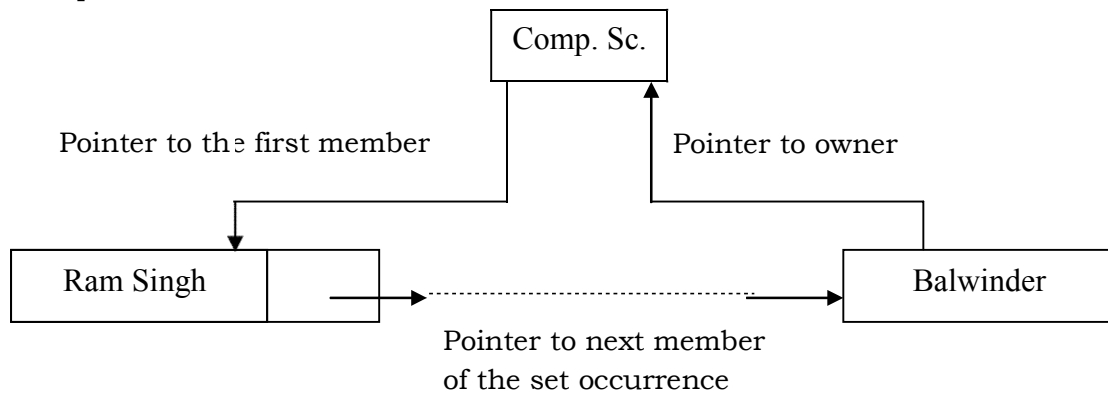 Comp. Sc.
Pointer to the first member
Pointer to owner
Ram Singh
Balwinder
Pointer to next member
of the set occurrence